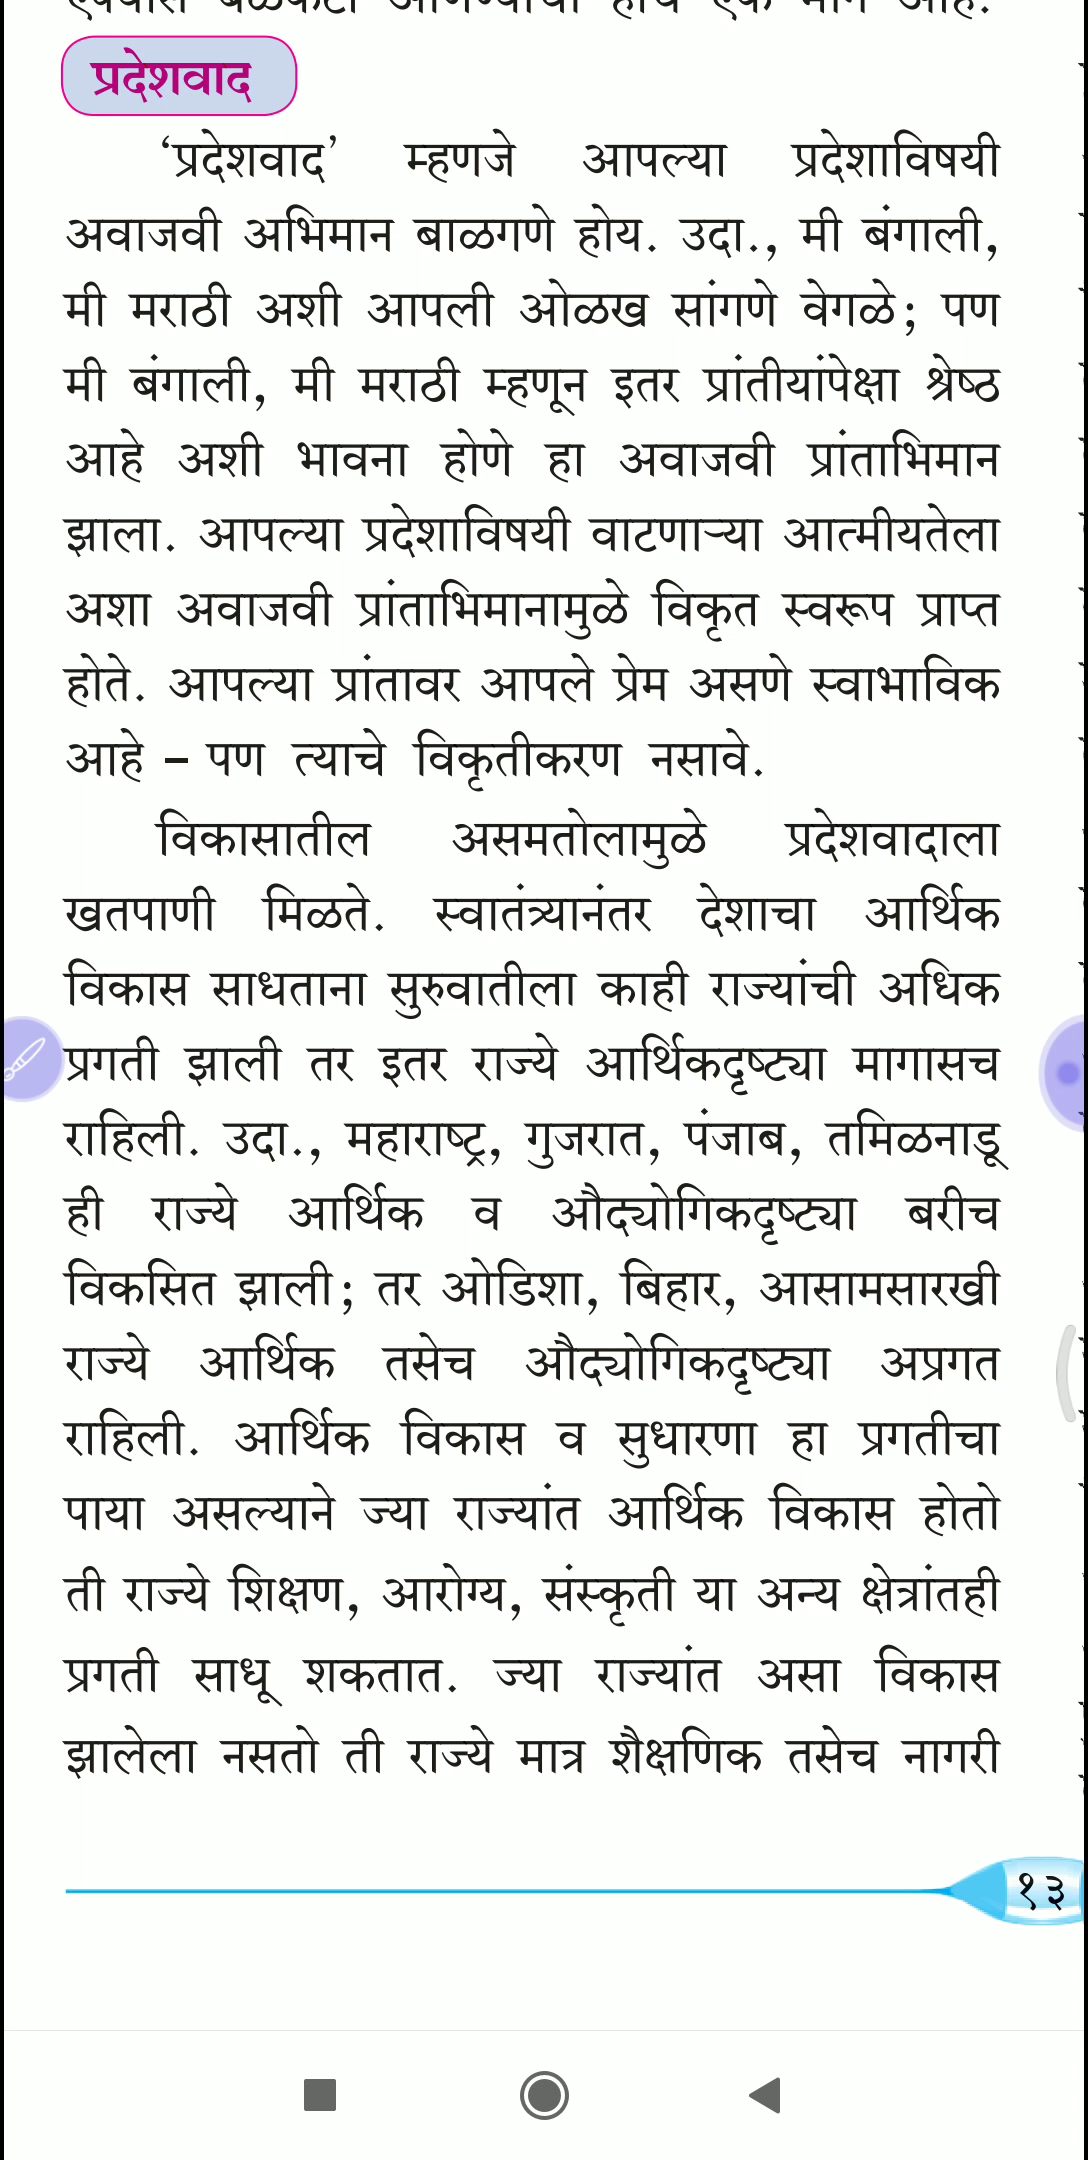 प्रदेशवाद
‘प्रदेशवाद’ म्हणजे आपल्या प्रदेशाविषयी
अवाजवी अभिमान बाळगणे होय. उदा., मी बंगाली,
मी मराठी अशी आपली ओळख सांगणे वेगळे; पण
मी बंगाली, मी मराठी म्हणून इतर प्रांतीयांपेक्षा श्रेष्ठ
आहे अशी भावना होणे हा अवाजवी प्रांताभिमान
झाला. आपल्या प्रदेशाविषयी वाटणाऱ्या आत्मीयतेला
अशा अवाजवी प्रांताभिमानामुळे विकृत स्वरूप प्राप्त
होते. आपल्या प्रांतावर आपले प्रेम असणे स्वाभाविक
आहे – पण त्याचे विकृतीकरण नसावे.
विकासातील असमतोलामुळे प्रदेशवादाला
खतपाणी मिळते. स्वातंत्र्यानंतर देशाचा आर्थिक
विकास साधताना सुरुवातीला काही राज्यांची अधिक
प्रगती झाली तर इतर राज्ये आर्थिकदृष्ट्या मागासच
राहिली. उदा., महाराष्ट्र, गुजरात, पंजाब, तमिळनाडू
ही राज्ये आर्थिक व औद्योगिकदृष्ट्या बरीच
विकसित झाली; तर ओडिशा, बिहार, आसामसारखी
राज्ये आर्थिक तसेच औद्योगिकदृष्ट्या अप्रगत
राहिली. आर्थिक विकास व सुधारणा हा प्रगतीचा
पाया असल्याने ज्या राज्यांत आर्थिक विकास होतो
ती राज्ये शिक्षण, आरोग्य, संस्कृती या अन्य क्षेत्रांतही
प्रगती साधू शकतात. ज्या राज्यांत असा विकास
झालेला नसतो ती राज्ये मात्र शैक्षणिक तसेच नागरी
१३